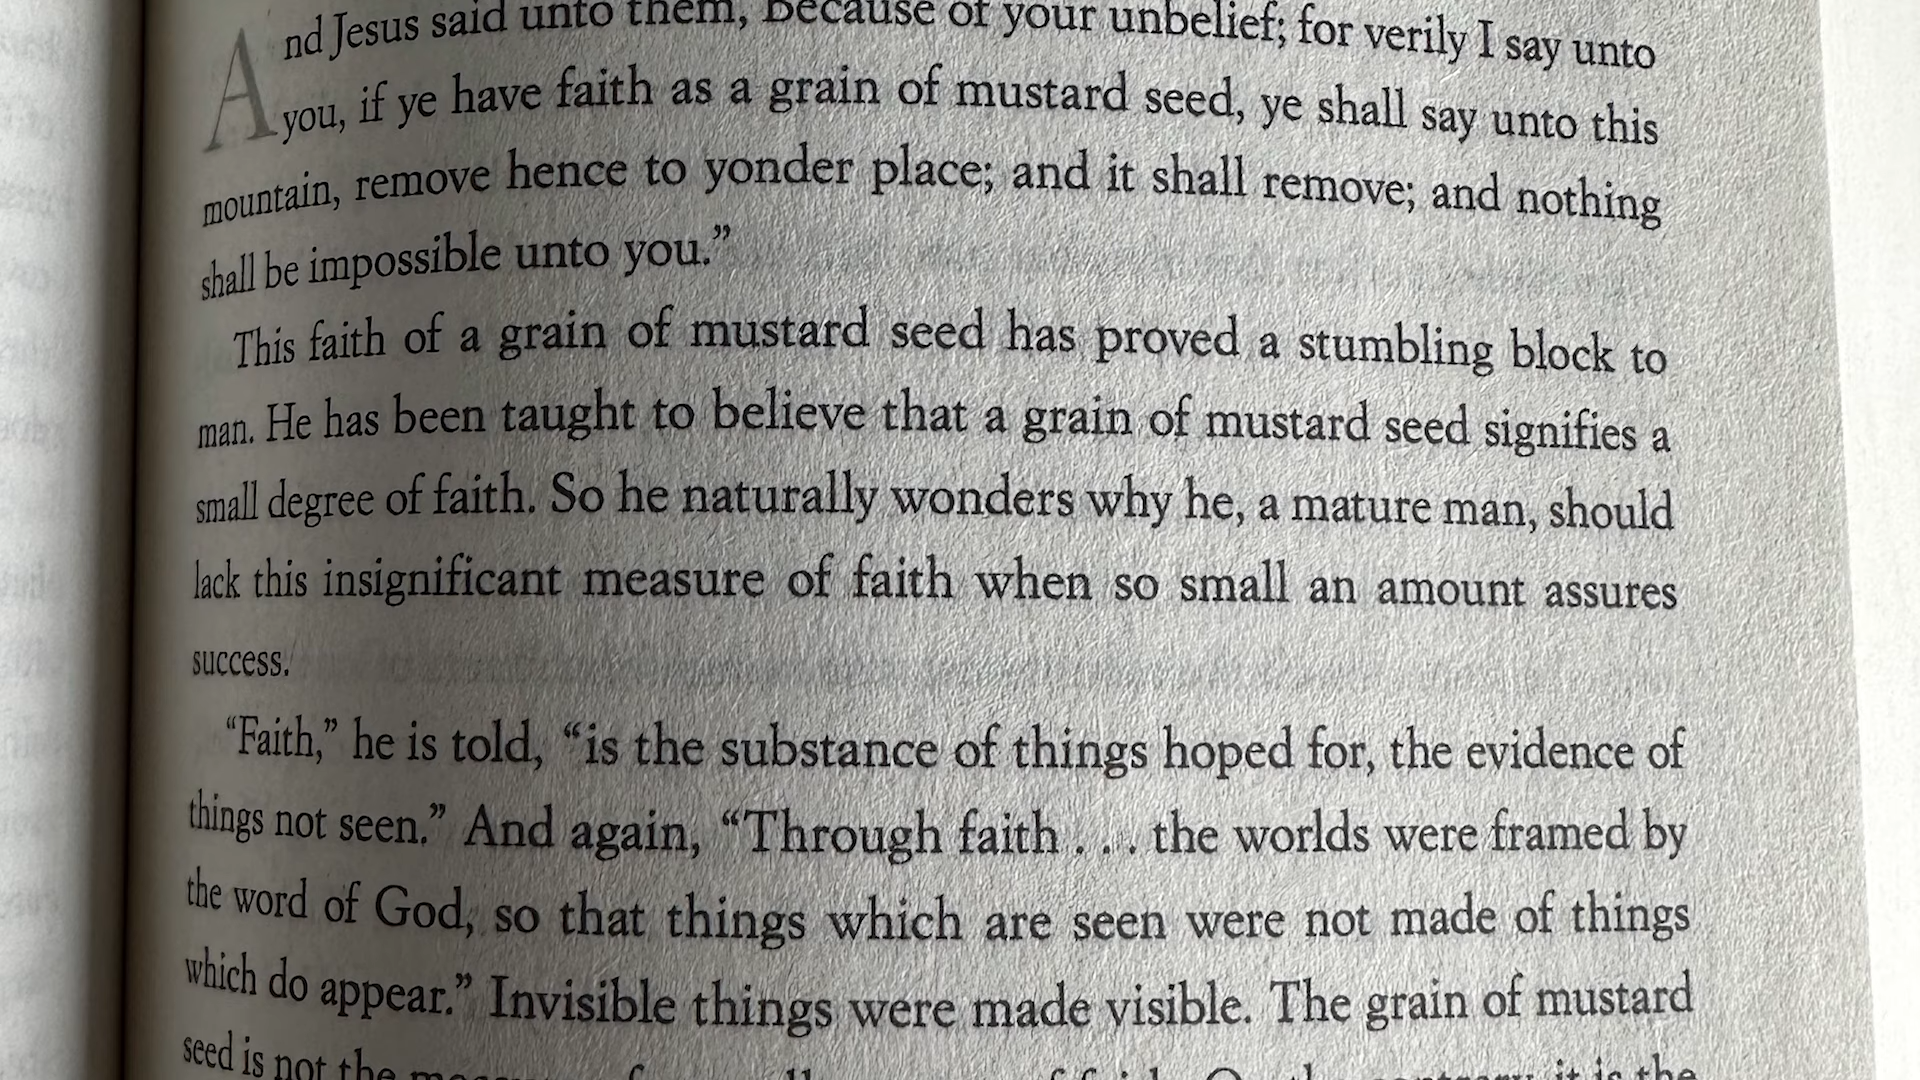 And Jesus said unto them, Because of your unbelief; for verily I say unto
you, if ye have faith as a grain of mustard seed, ye shall say unto this
mountain, remove hence to yonder place; and it shall remove; and nothing
shall be impossible unto you.”
This faith of a grain of mustard seed has proved a stumbling block to
man. He has been taught to believe that a grain of mustard seed signifies a
small degree of faith. So he naturally wonders why he, a mature man, should
lack this insignificant measure of faith when so small an amount assures
success.
“Faith,” he is told, “is the substance of things hoped for, the evidence of
things not seen.” And again, “Through faith . . . the worlds were framed by
the word of God, so that things which are seen were not made of things
which do appear.” Invisible things were made visible. The grain of mustard
seed is not the